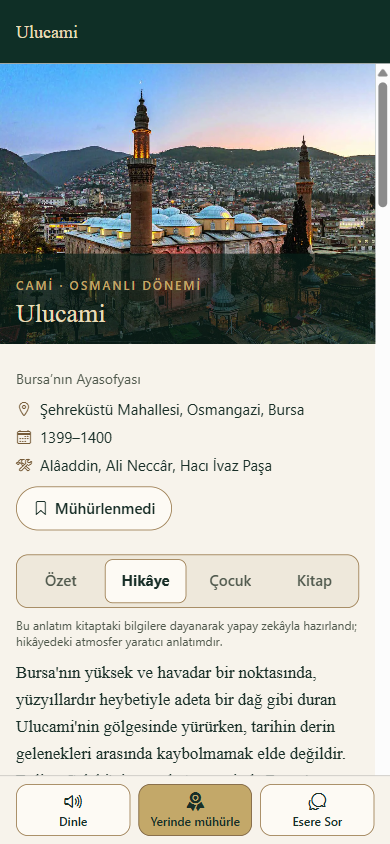 Ulucami
CAMİ · OSMANLI DÖNEMİ
Ulucami
Bursa'nın Ayasofyası
Şehreküstü Mahallesi, Osmangazi, Bursa
1399–1400
Alâaddin, Ali Neccâr, Hacı İvaz Paşa
Mühürlenmedi
Özet Hikâye Çocuk Kitap
Bu anlatım kitaptaki bilgilere dayanarak yapay zekâyla hazırlandı;
hikâyedeki atmosfer yaratıcı anlatımdır.
Bursa'nın yüksek ve havadar bir noktasında,
yüzyıllardır heybetiyle adeta bir dağ gibi duran
Ulucami'nin gölgesinde yürürken, tarihin derin
gelenekleri arasında kaybolmamak elde değildir.
Dinle Yerinde mühürle Esere Sor